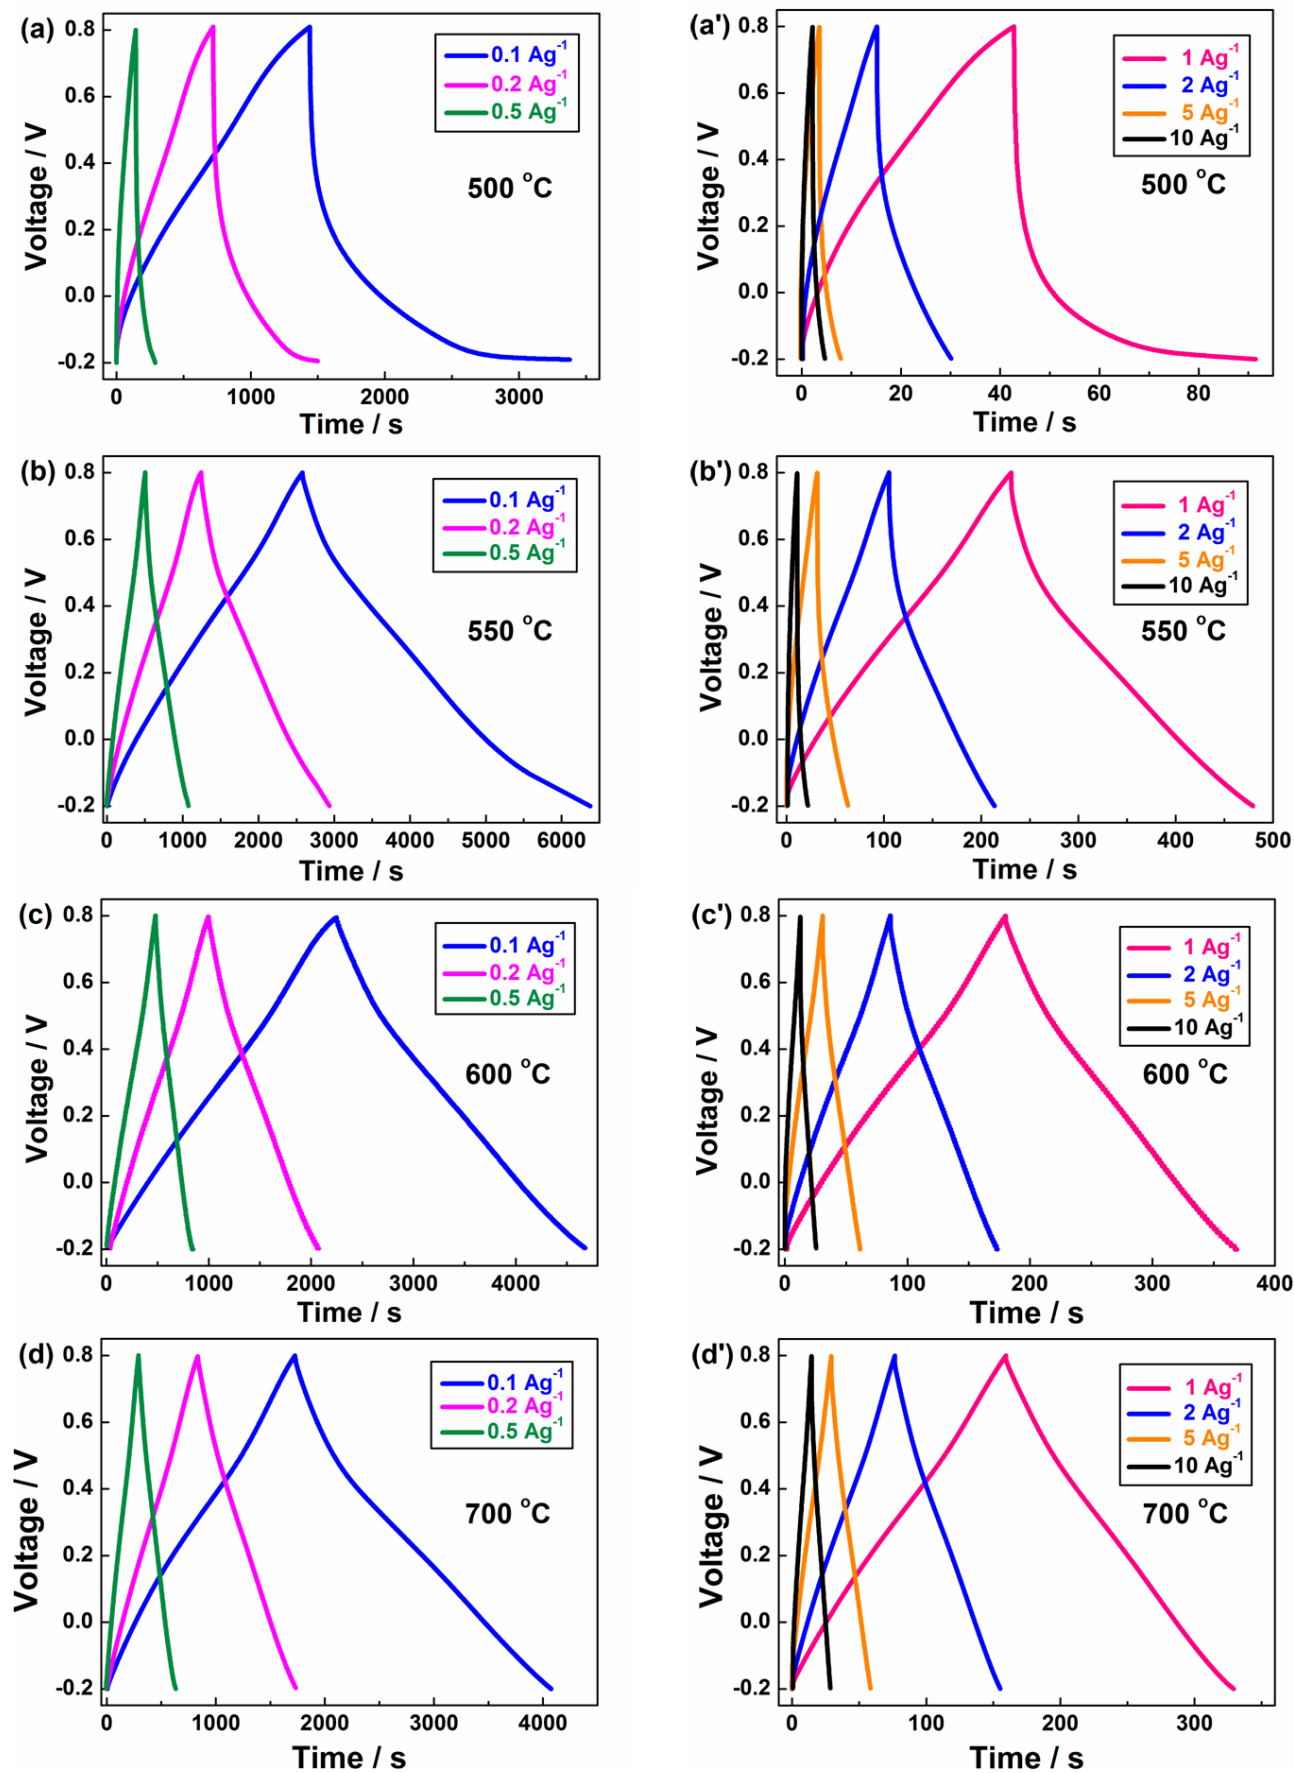 (a)
0.8
0.6
0.4
0.2
0.0
-0.2
Voltage / V
0.1 Ag⁻¹
0.2 Ag⁻¹
0.5 Ag⁻¹
500 °C
0 1000 2000 3000
Time / s
(a')
0.8
0.6
0.4
0.2
0.0
-0.2
Voltage / V
1 Ag⁻¹
2 Ag⁻¹
5 Ag⁻¹
10 Ag⁻¹
500 °C
0 20 40 60 80
Time / s
(b)
0.8
0.6
0.4
0.2
0.0
-0.2
Voltage / V
0.1 Ag⁻¹
0.2 Ag⁻¹
0.5 Ag⁻¹
550 °C
0 1000 2000 3000 4000 5000 6000
Time / s
(b')
0.8
0.6
0.4
0.2
0.0
-0.2
Voltage / V
1 Ag⁻¹
2 Ag⁻¹
5 Ag⁻¹
10 Ag⁻¹
550 °C
0 100 200 300 400 500
Time / s
(c)
0.8
0.6
0.4
0.2
0.0
-0.2
Voltage / V
0.1 Ag⁻¹
0.2 Ag⁻¹
0.5 Ag⁻¹
600 °C
0 1000 2000 3000 4000
Time / s
(c')
0.8
0.6
0.4
0.2
0.0
-0.2
Voltage / V
1 Ag⁻¹
2 Ag⁻¹
5 Ag⁻¹
10 Ag⁻¹
600 °C
0 100 200 300 400
Time / s
(d)
0.8
0.6
0.4
0.2
0.0
-0.2
Voltage / V
0.1 Ag⁻¹
0.2 Ag⁻¹
0.5 Ag⁻¹
700 °C
0 1000 2000 3000 4000
Time / s
(d')
0.8
0.6
0.4
0.2
0.0
-0.2
Voltage / V
1 Ag⁻¹
2 Ag⁻¹
5 Ag⁻¹
10 Ag⁻¹
700 °C
0 100 200 300
Time / s